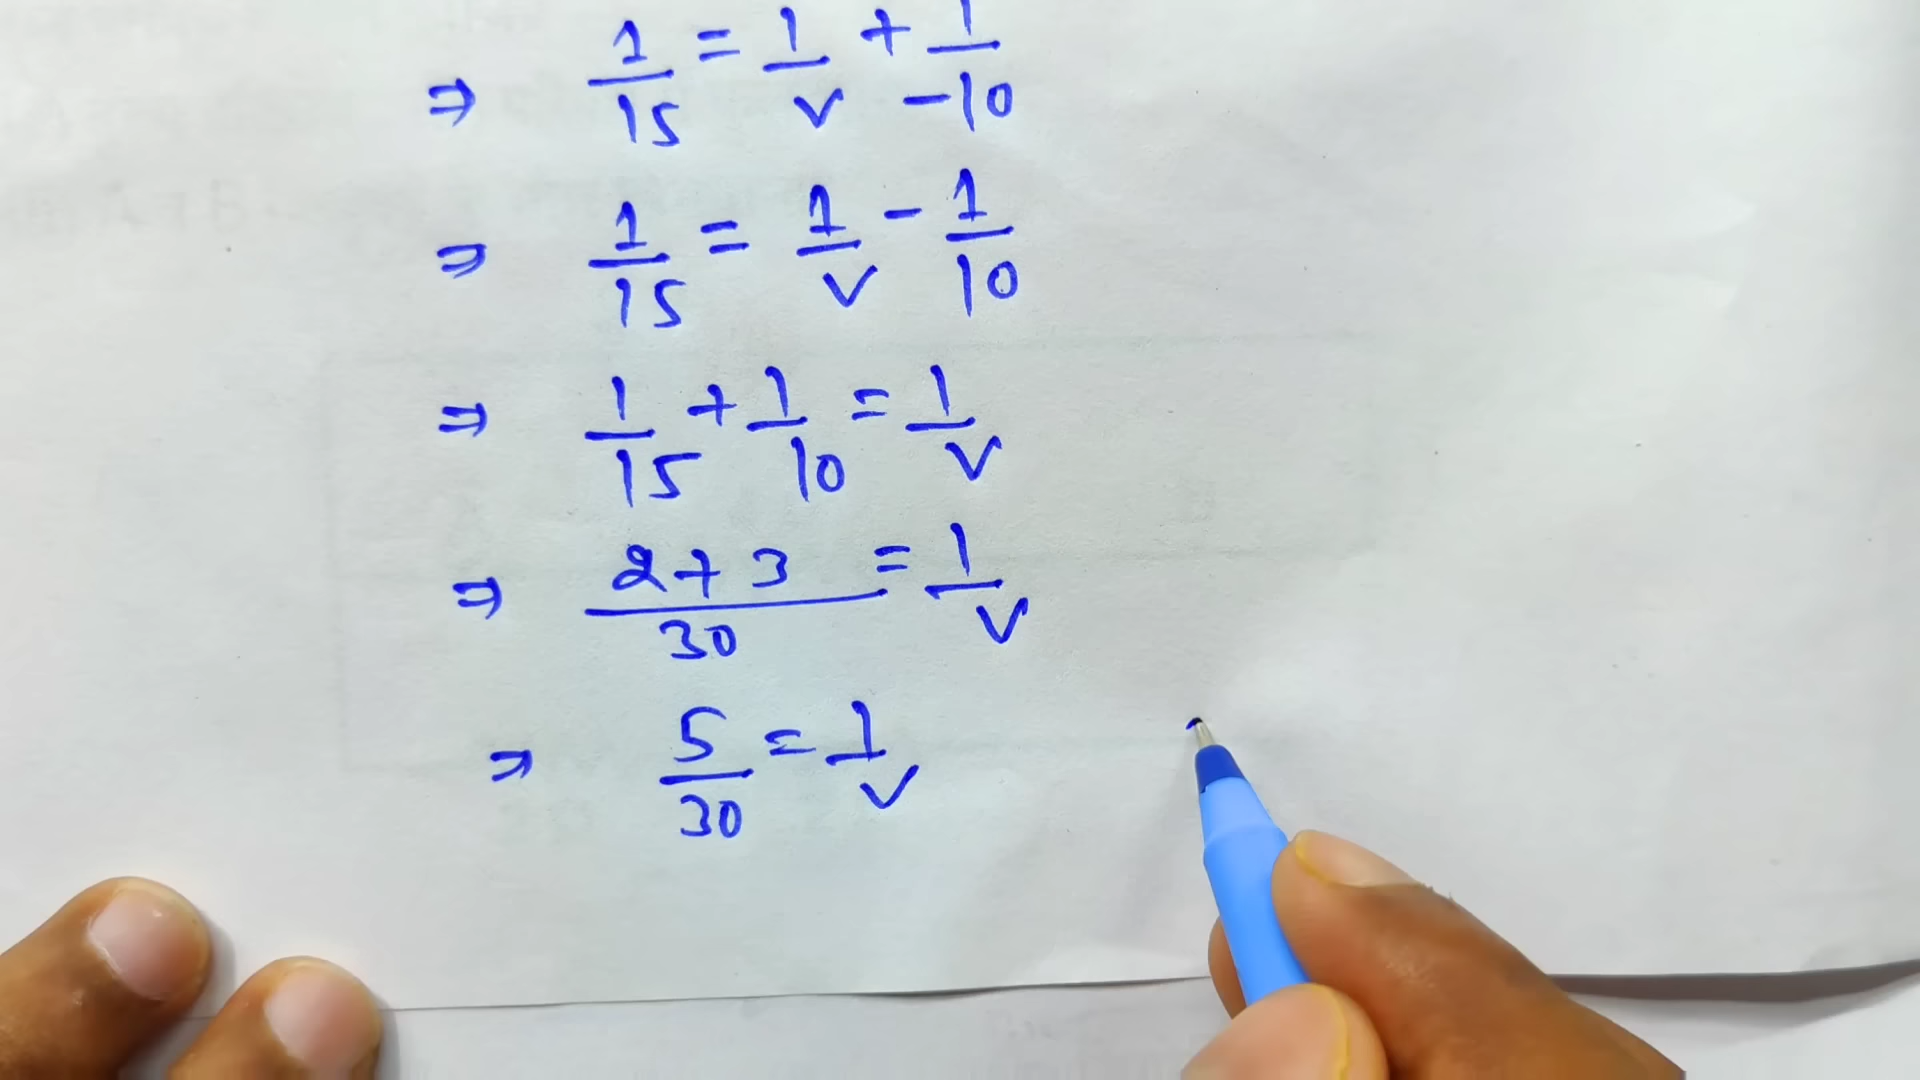 ⇒ 1/15 = 1/v + 1/-10
⇒ 1/15 = 1/v - 1/10
⇒ 1/15 + 1/10 = 1/v
⇒ 2+3/30 = 1/v
⇒ 5/30 = 1/v